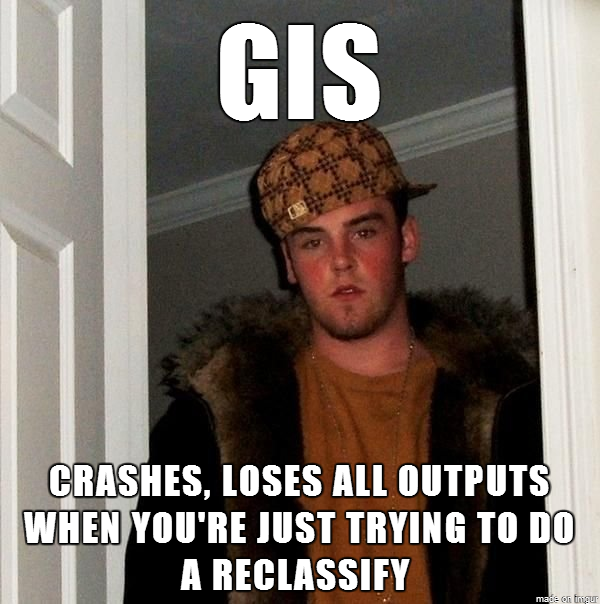 GIS
CRASHES, LOSES ALL OUTPUTS
WHEN YOU'RE JUST TRYING TO DO
A RECLASSIFY
made on imgur